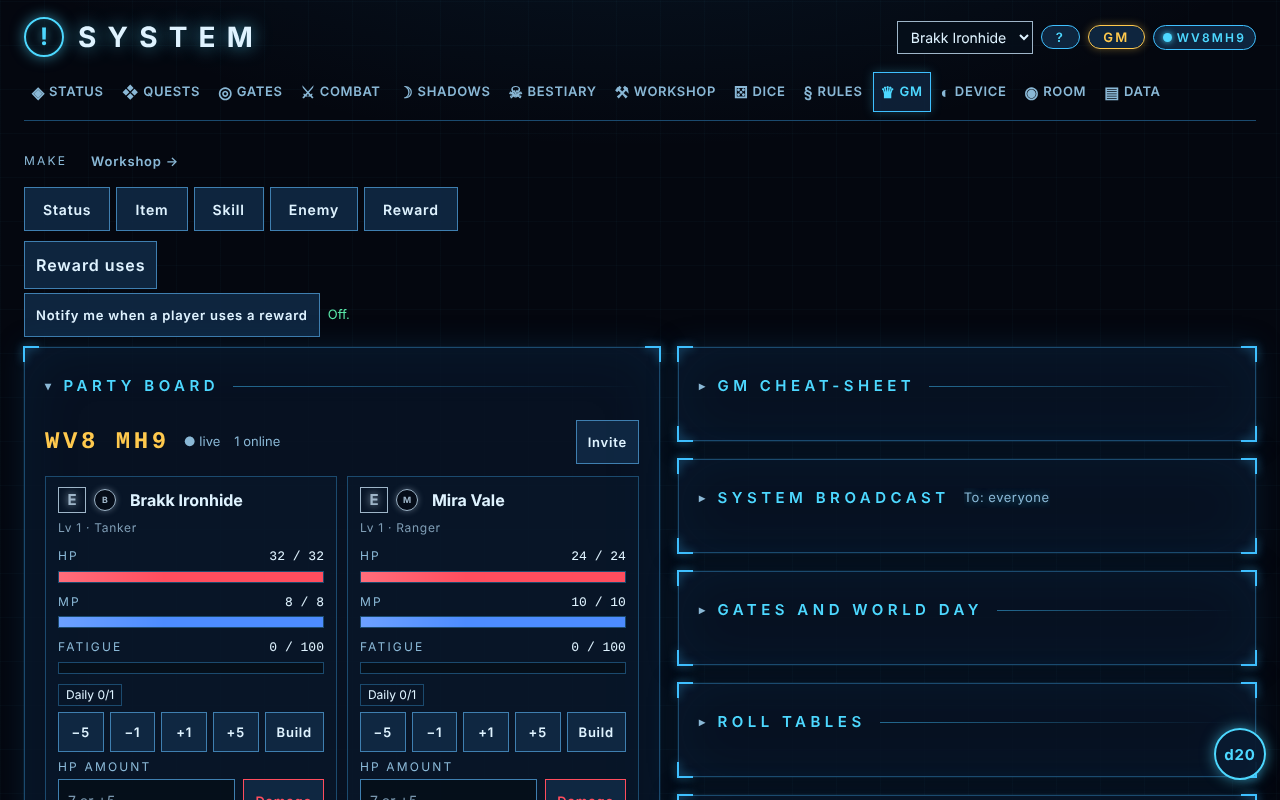 ! SYSTEM
Brakk Ironhide ? GM WV8MH9
STATUS QUESTS GATES COMBAT SHADOWS BESTIARY WORKSHOP DICE § RULES GM DEVICE ROOM DATA
MAKE Workshop →
Status Item Skill Enemy Reward
Reward uses
Notify me when a player uses a reward Off.
▾ PARTY BOARD
WV8 MH9 live 1 online Invite
E B Brakk Ironhide
Lv 1 · Tanker
HP 32 / 32
MP 8 / 8
FATIGUE 0 / 100
Daily 0/1
−5 −1 +1 +5 Build
HP AMOUNT
E M Mira Vale
Lv 1 · Ranger
HP 24 / 24
MP 10 / 10
FATIGUE 0 / 100
Daily 0/1
−5 −1 +1 +5 Build
HP AMOUNT
▸ GM CHEAT-SHEET
▸ SYSTEM BROADCAST To: everyone
▸ GATES AND WORLD DAY
▸ ROLL TABLES
d20